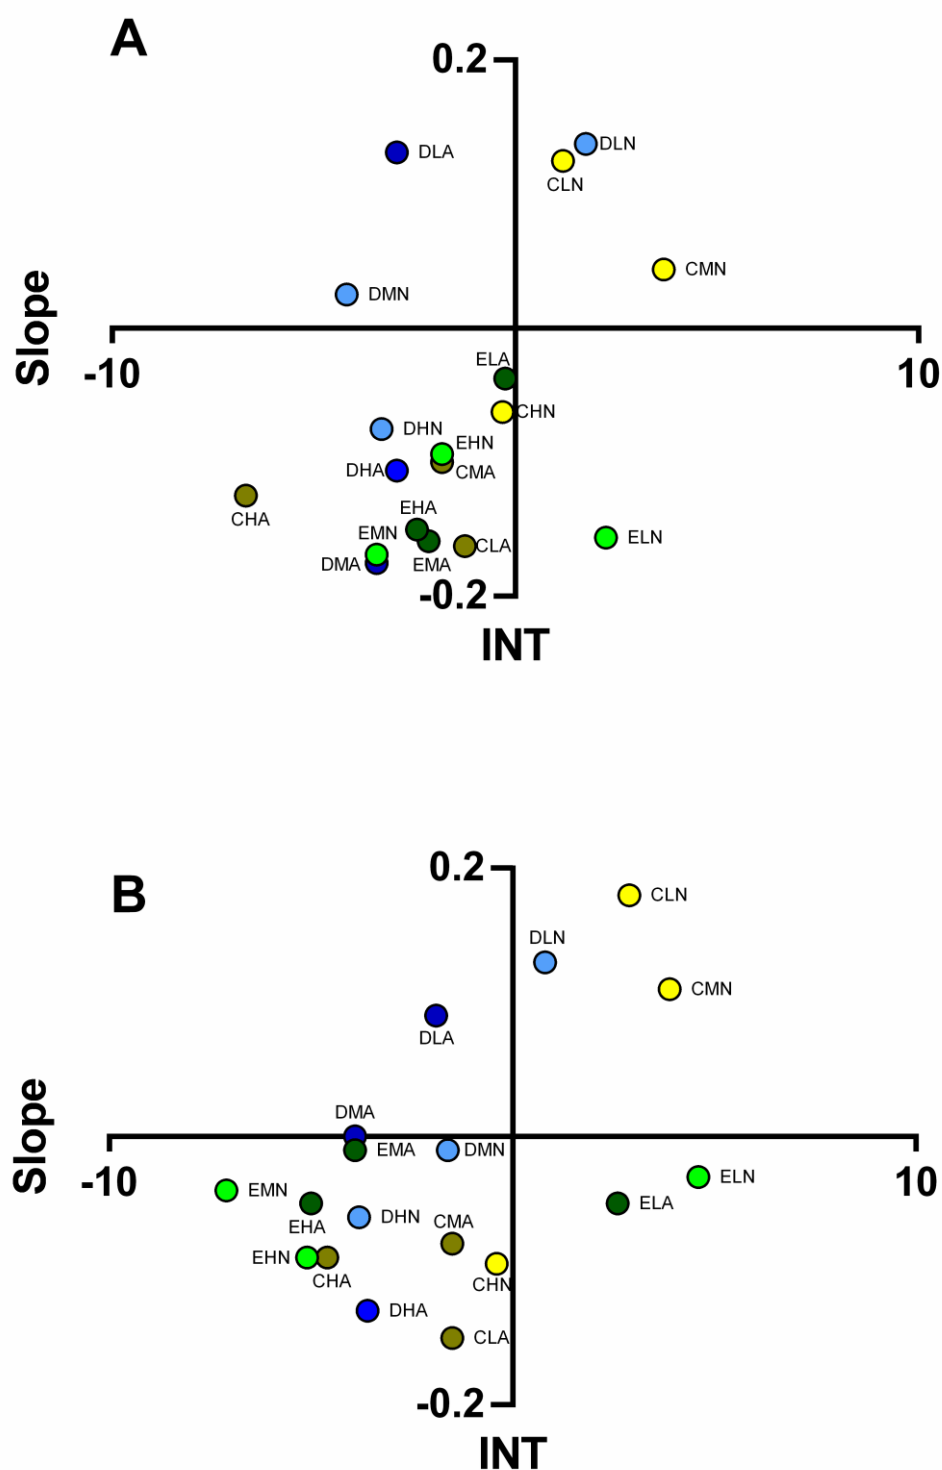 A
0.2
DLA
DLN
CLN
CMN
DMN
Slope
-10
10
ELA
CHN
DHN
EHN
DHA
CMA
CHA
EHA
EMN
CLA
ELN
DMA
EMA
-0.2
INT
B
0.2
CLN
DLN
CMN
DLA
Slope
DMA
EMA
DMN
-10
10
EMN
ELN
ELA
EHA
DHN
CMA
EHN
CHA
CHN
DHA
CLA
-0.2
INT